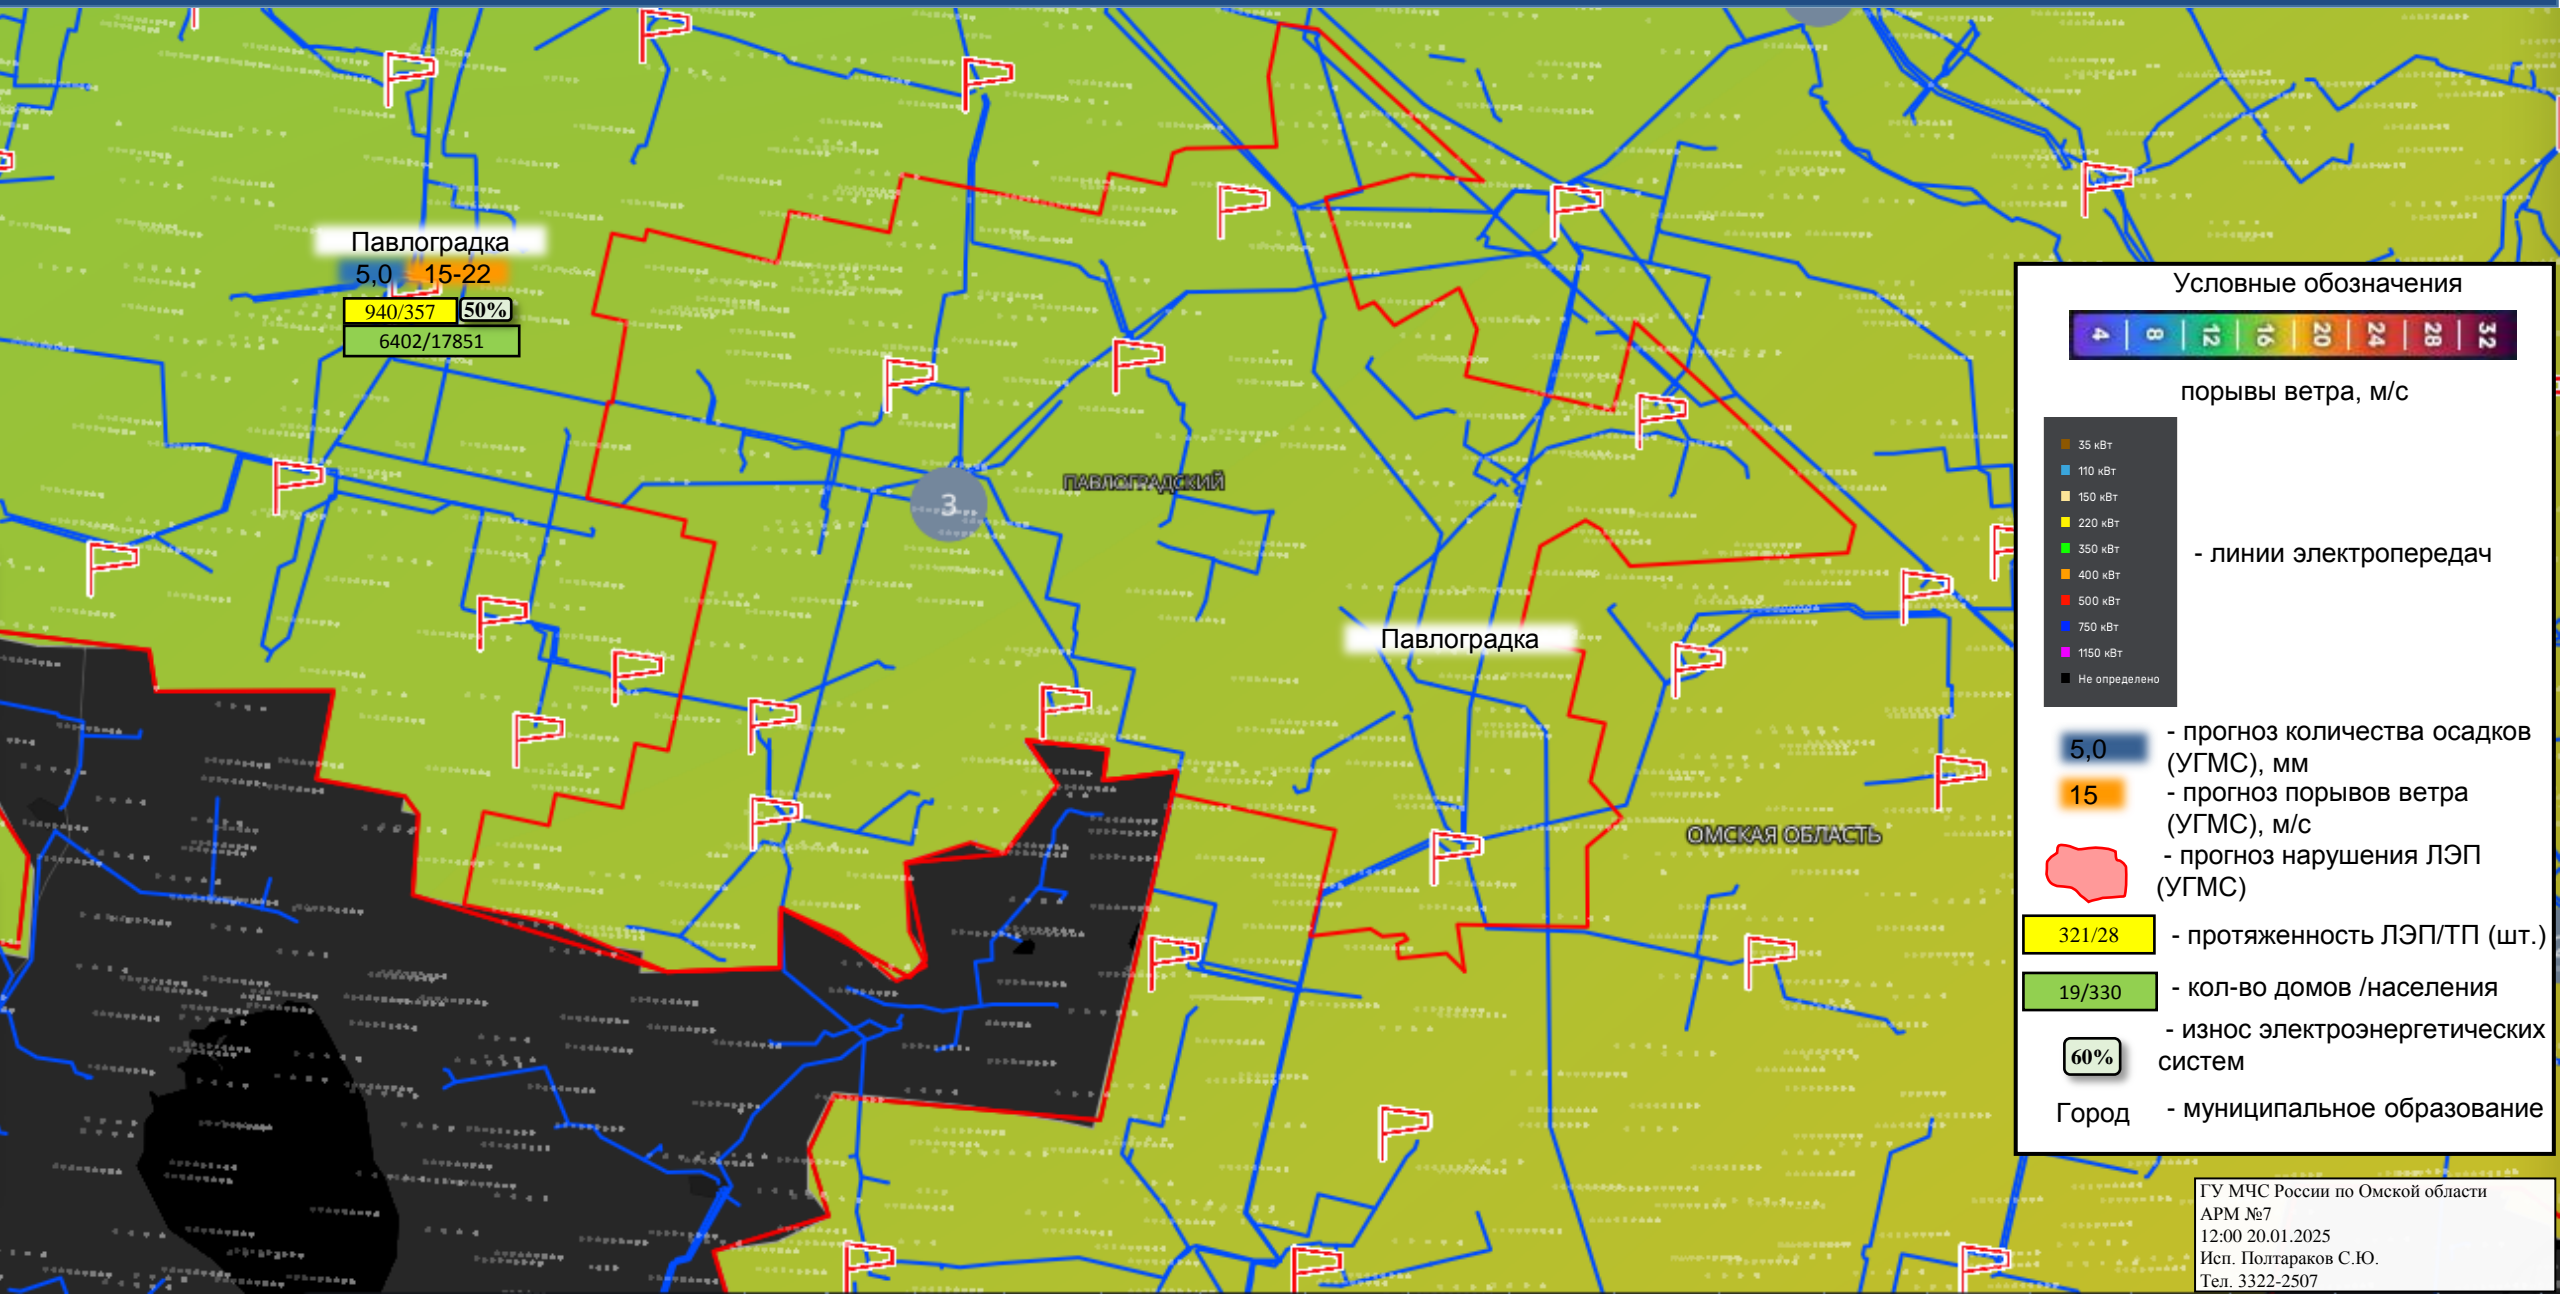 Павлоградка
5,0
15-22
940/357
50%
6402/17851
3
ПАВЛОГРАДСКИЙ
Павлоградка
ОМСКАЯ ОБЛАСТЬ
Условные обозначения
4 | 8 | 12 | 16 | 20 | 24 | 28 | 32
порывы ветра, м/с
35 кВт
110 кВт
150 кВт
220 кВт
350 кВт
400 кВт
500 кВт
750 кВт
1150 кВт
Не определено
- линии электропередач
5,0
- прогноз количества осадков
(УГМС), мм
15
- прогноз порывов ветра
(УГМС), м/с
- прогноз нарушения ЛЭП
(УГМС)
321/28
- протяженность ЛЭП/ТП (шт.)
19/330
- кол-во домов /населения
60%
- износ электроэнергетических
систем
Город
- муниципальное образование
ГУ МЧС России по Омской области
АРМ №7
12:00 20.01.2025
Исп. Полтараков С.Ю.
Тел. 3322-2507